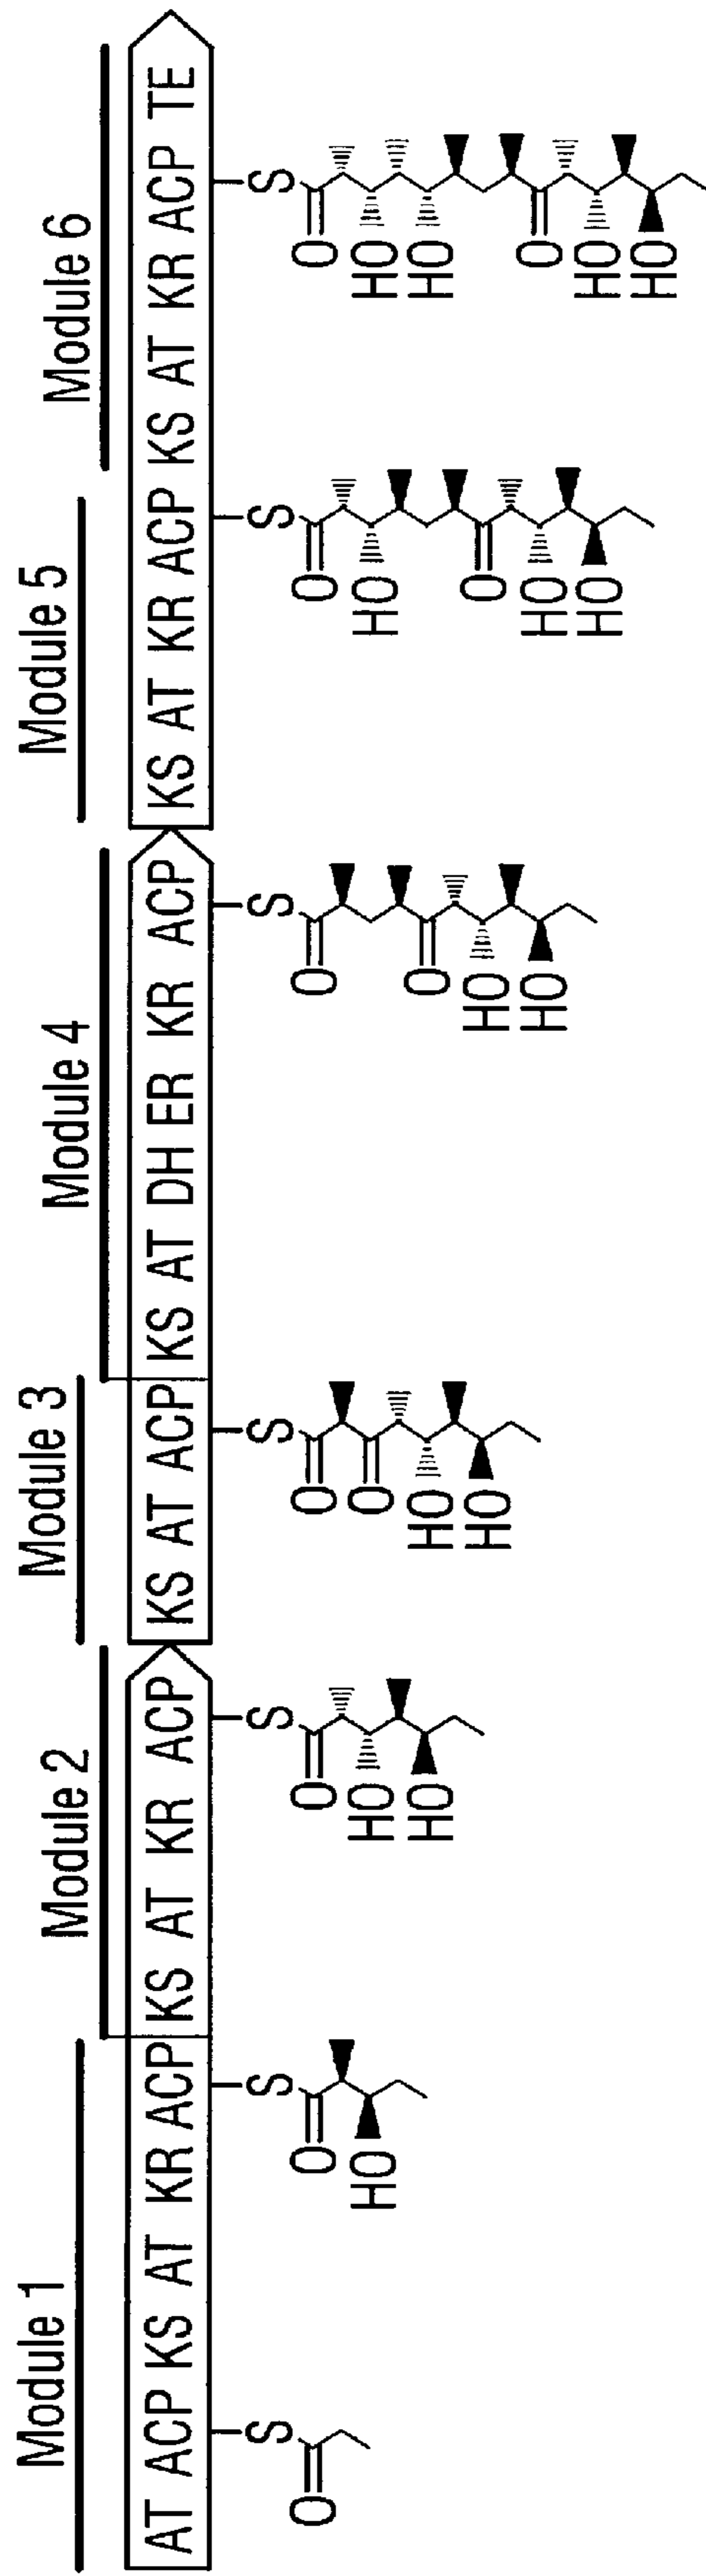 Module 1
Module 2
Module 3
Module 4
Module 5
Module 6
AT ACP KS AT KR ACP KS AT KR ACP
KS AT ACP KS AT DH ER KR ACP
KS AT KR ACP KS AT KR ACP TE
S
O
S
O
HO
S
O
HO
HO
S
O
O
HO
HO
S
O
O
HO
HO
S
O
HO
O
HO
HO
S
O
HO
HO
O
HO
HO